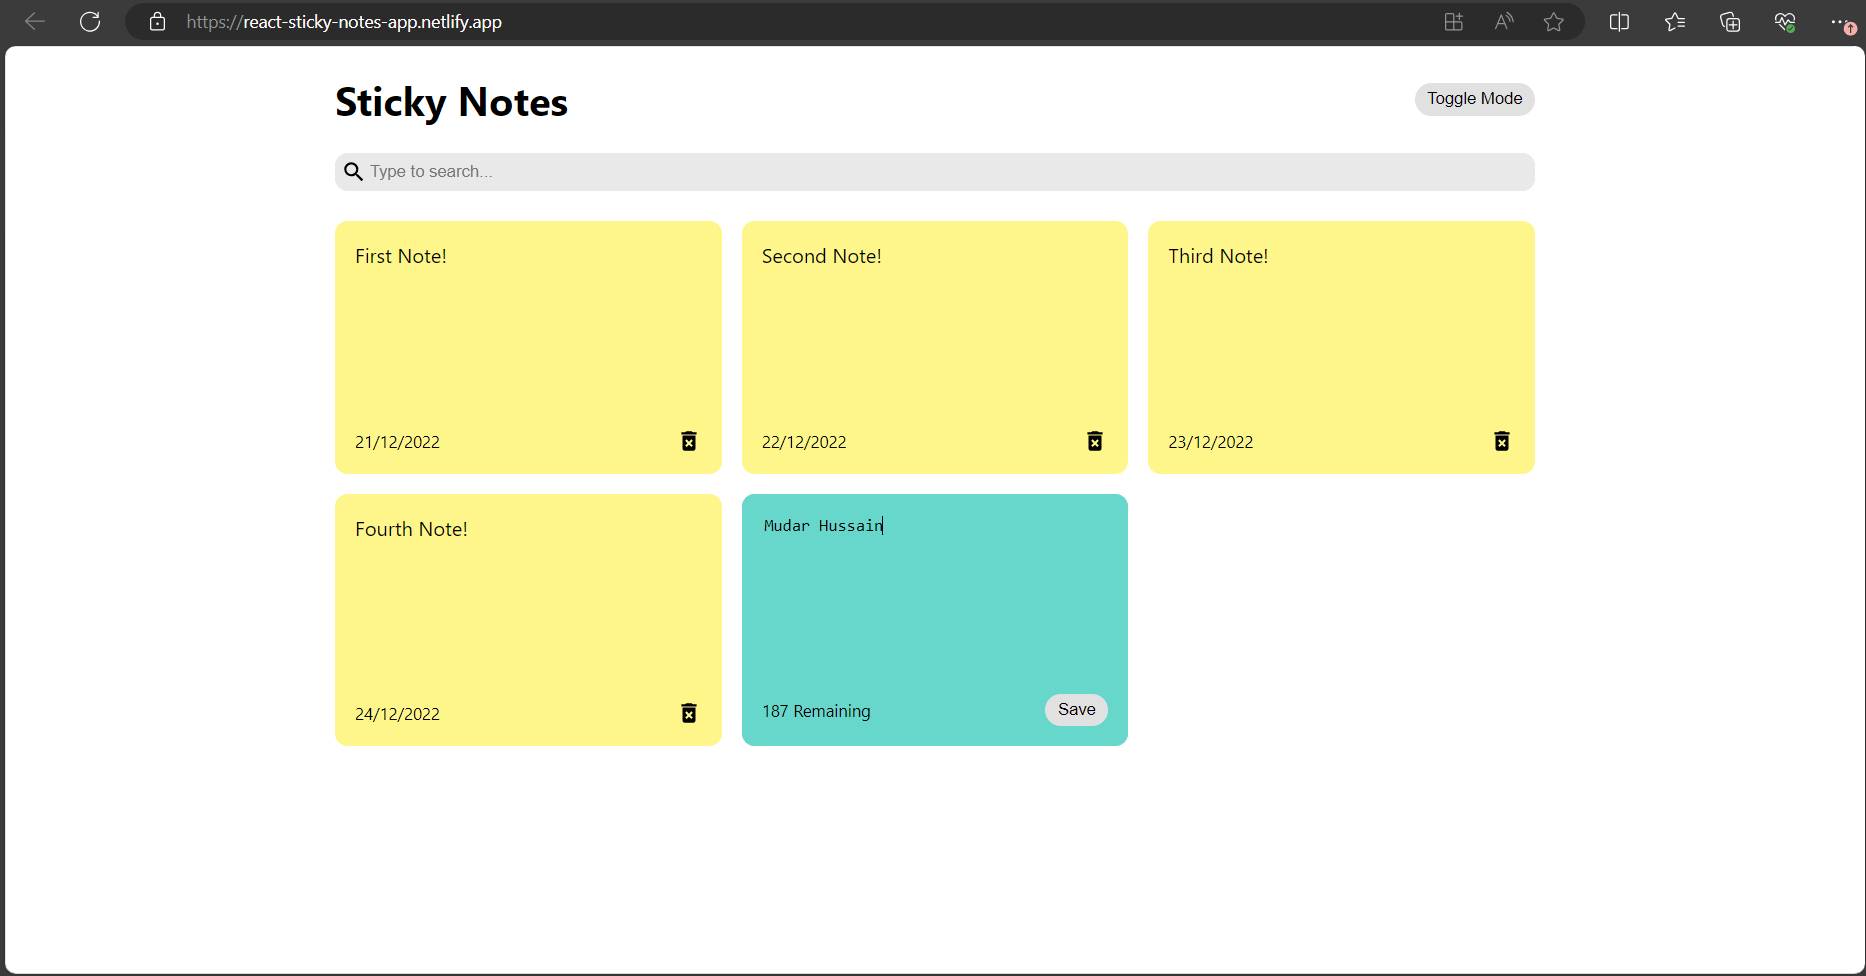 https://react-sticky-notes-app.netlify.app
Sticky Notes
Toggle Mode
Type to search...
First Note!
Second Note!
Third Note!
21/12/2022
22/12/2022
23/12/2022
Fourth Note!
Mudar Hussain
24/12/2022
187 Remaining
Save